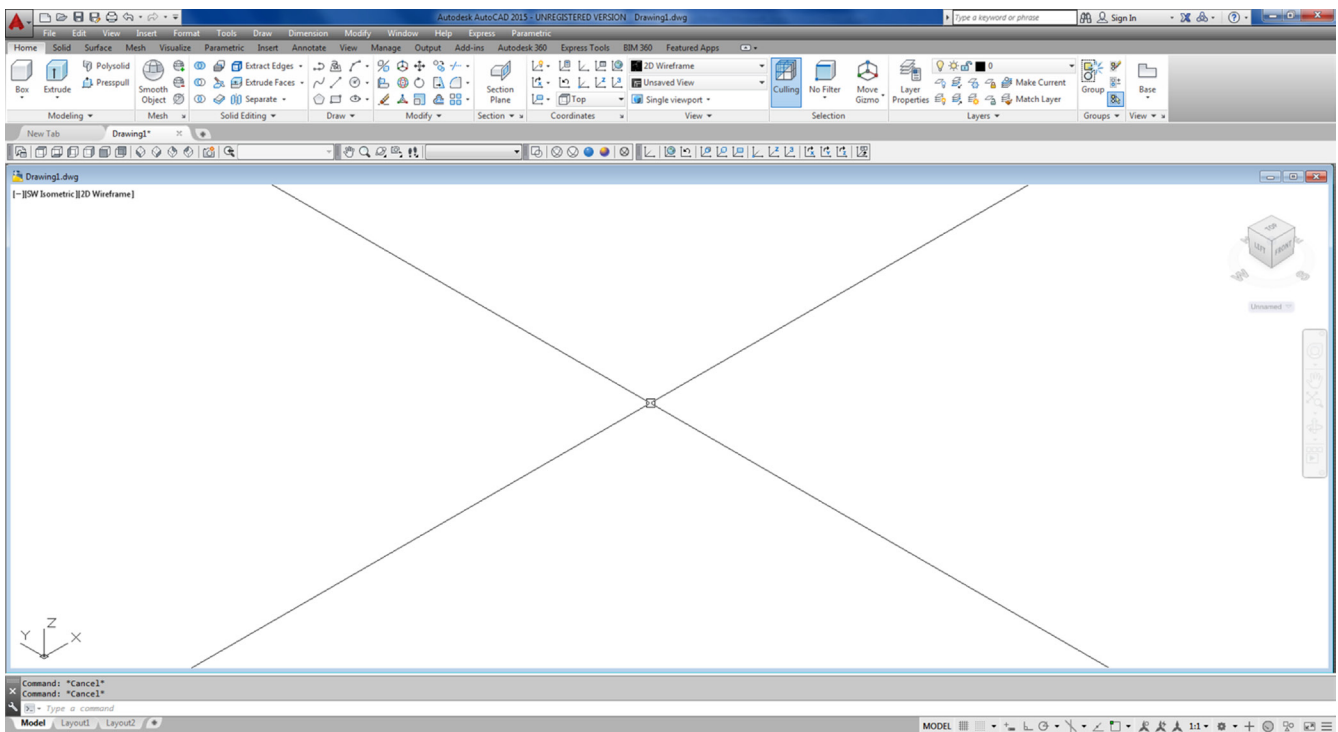 Autodesk AutoCAD 2015 - UNREGISTERED VERSION Drawing1.dwg Type a keyword or phrase Sign In
File Edit View Insert Format Tools Draw Dimension Modify Window Help Express Parametric
Home Solid Surface Mesh Visualize Parametric Insert Annotate View Manage Output Add-ins Autodesk 360 Express Tools BIM 360 Featured Apps
Polysolid Extract Edges 2D Wireframe 0
Presspull Extrude Faces Unsaved View Make Current
Box Extrude Smooth Object Separate Top Section Plane Single viewport Culling No Filter Move Gizmo Layer Properties Match Layer Group Base
Modeling Mesh Solid Editing Draw Modify Section Coordinates View Selection Layers Groups View
New Tab Drawing1*
Drawing1.dwg
[−][SW Isometric][2D Wireframe]
TOP
LEFT FRONT
Unnamed
Z
Y X
Command: *Cancel*
Command: *Cancel*
Type a command
Model Layout1 Layout2 MODEL 1:1